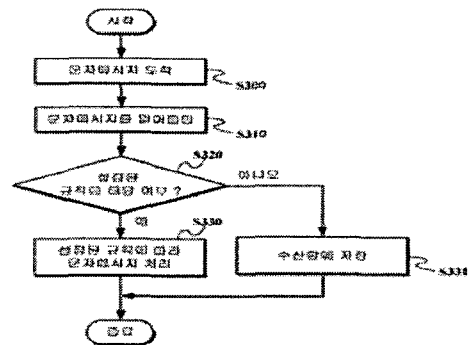 시작
문자메시지 도착
S300
문자메시지를 읽어들임
S310
S320
설정된
규칙에 해당 여부 ?
아니오
예
S330
설정된 규칙에 따라
문자메시지 처리
수신함에 저장
S331
종료